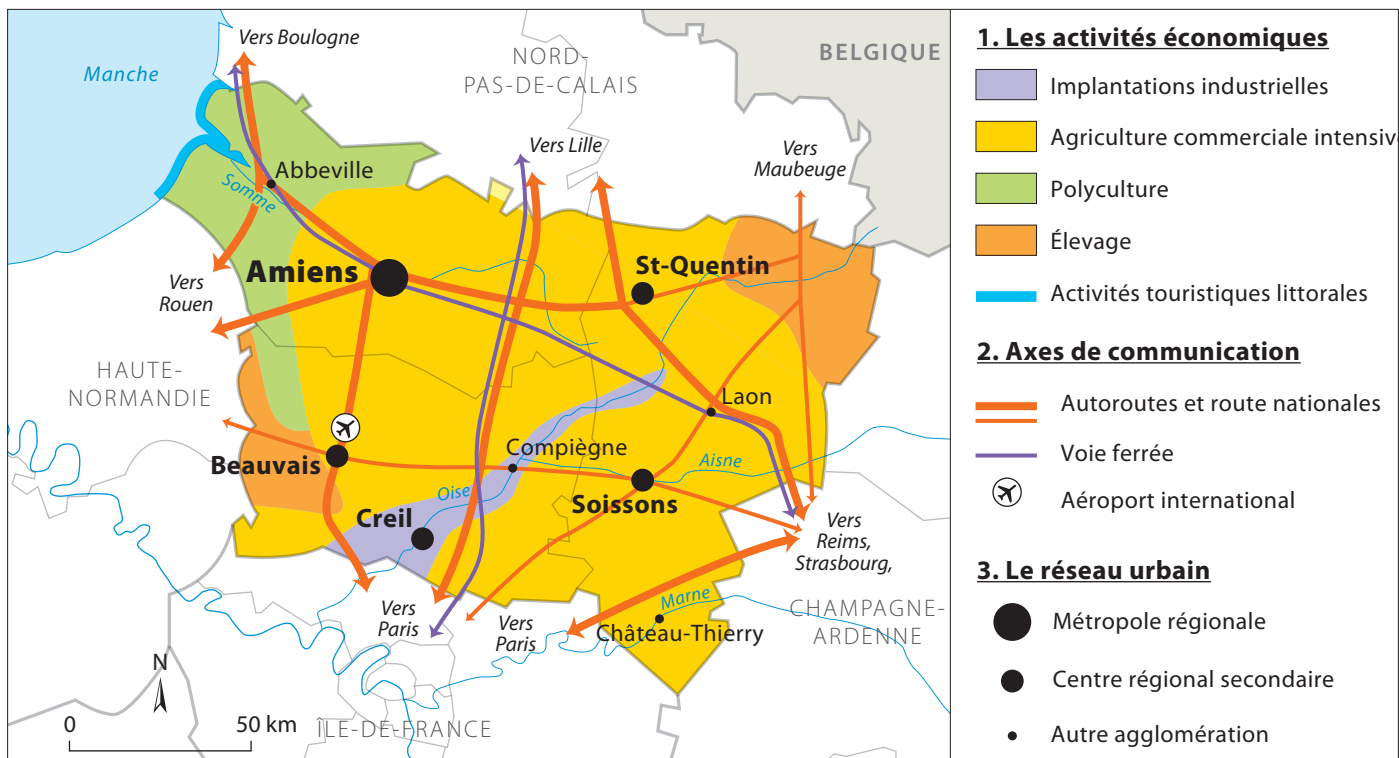 Vers Boulogne
Manche
NORD-
PAS-DE-CALAIS
BELGIQUE
Vers Lille
Vers
Maubeuge
Abbeville
Somme
Amiens
St-Quentin
Vers
Rouen
HAUTE-
NORMANDIE
Laon
Compiègne
Beauvais
Aisne
Oise
Soissons
Creil
Vers
Reims,
Strasbourg,
Vers
Paris
Vers
Paris
Marne
Château-Thierry
CHAMPAGNE-
ARDENNE
N
0 50 km
ÎLE-DE-FRANCE
1. Les activités économiques
Implantations industrielles
Agriculture commerciale intensive
Polyculture
Élevage
Activités touristiques littorales
2. Axes de communication
Autoroutes et route nationales
Voie ferrée
Aéroport international
3. Le réseau urbain
Métropole régionale
Centre régional secondaire
Autre agglomération